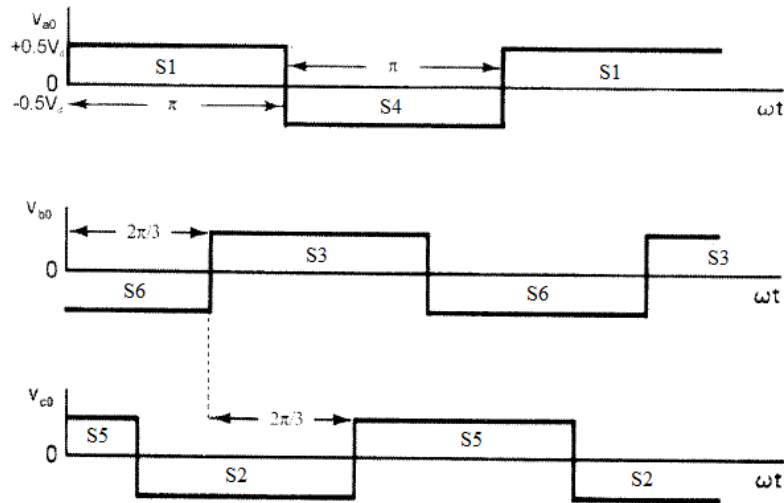 Va0
+0.5Vd
S1 π S1
0
-0.5Vd π S4 ωt
Vb0
2π/3
S3 S3
0
S6 S6 ωt
Vc0
2π/3
S5 S5
0
S2 S2 ωt